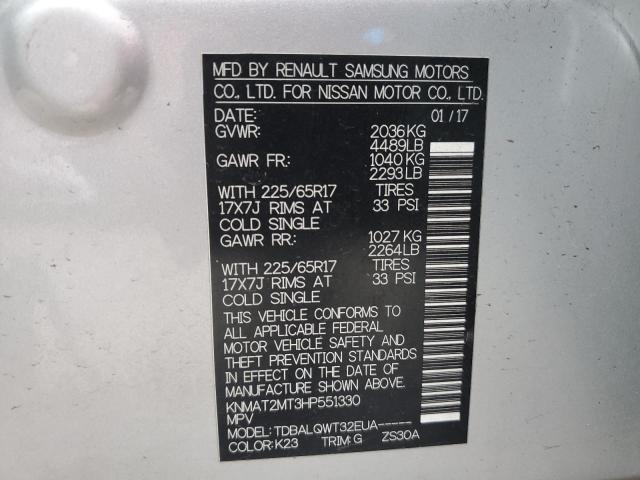 MFD BY RENAULT SAMSUNG MOTORS
CO., LTD. FOR NISSAN MOTOR CO., LTD.
DATE: 01/17
GVWR: 2036KG
4489LB
GAWR FR: 1040KG
2293LB
WITH 225/65R17 TIRES
17X7J RIMS AT 33 PSI
COLD SINGLE
GAWR RR: 1027KG
2264LB
WITH 225/65R17 TIRES
17X7J RIMS AT 33 PSI
COLD SINGLE
THIS VEHICLE CONFORMS TO
ALL APPLICABLE FEDERAL
MOTOR VEHICLE SAFETY AND
THEFT PREVENTION STANDARDS
IN EFFECT ON THE DATE OF
MANUFACTURE SHOWN ABOVE.
KNMAT2MT3HP551330
MPV
MODEL: TDBALQWT32EUA-----
COLOR: K23 TRIM: G ZS30A